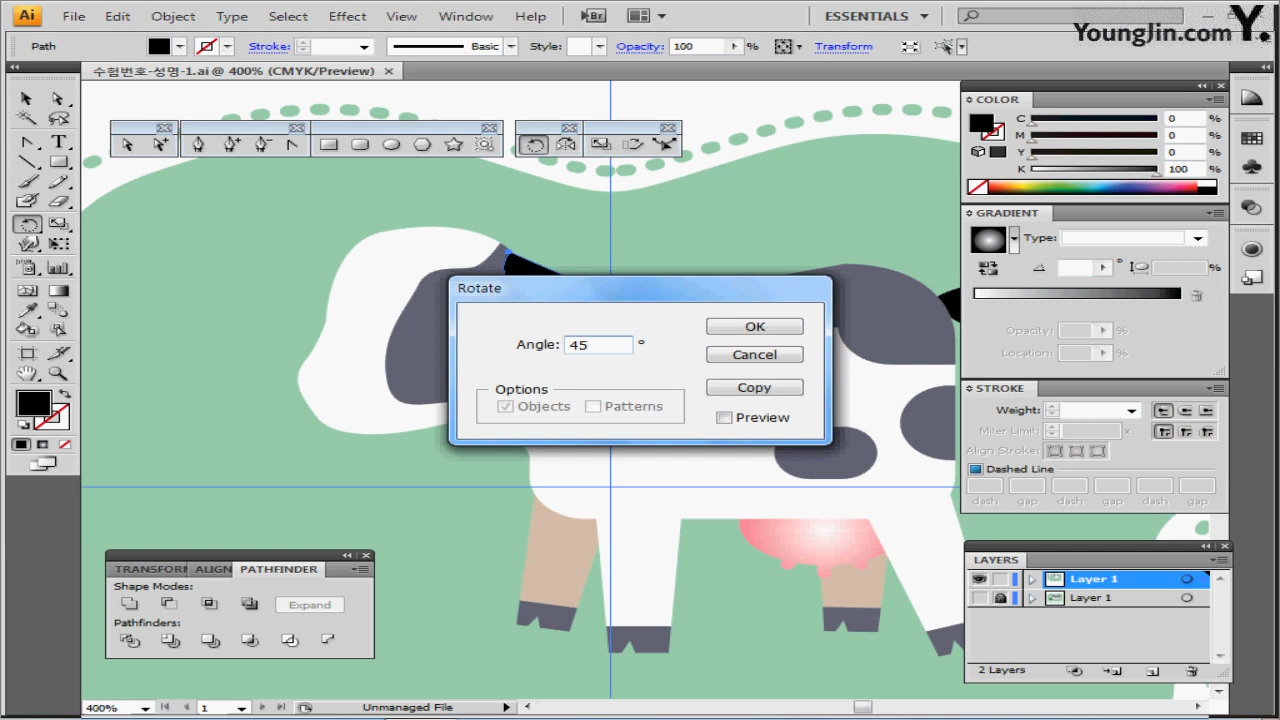 Ai File Edit Object Type Select Effect View Window Help Br ESSENTIALS
YoungJin.com Y.
Path Stroke: Basic Style: Opacity: 100 % Transform
수험번호-성명-1.ai @ 400% (CMYK/Preview)
COLOR
C 0 %
M 0 %
Y 0 %
K 100 %
GRADIENT
Type:
° %
Opacity: %
Location: %
STROKE
Weight:
Miter Limit: x
Align Stroke:
Dashed Line
dash gap dash gap dash gap
Rotate
Angle: 45 °
OK
Cancel
Copy
Options
Objects Patterns
Preview
TRANSFORM ALIGN PATHFINDER
Shape Modes:
Expand
Pathfinders:
LAYERS
Layer 1
Layer 1
2 Layers
400% 1 Unmanaged File